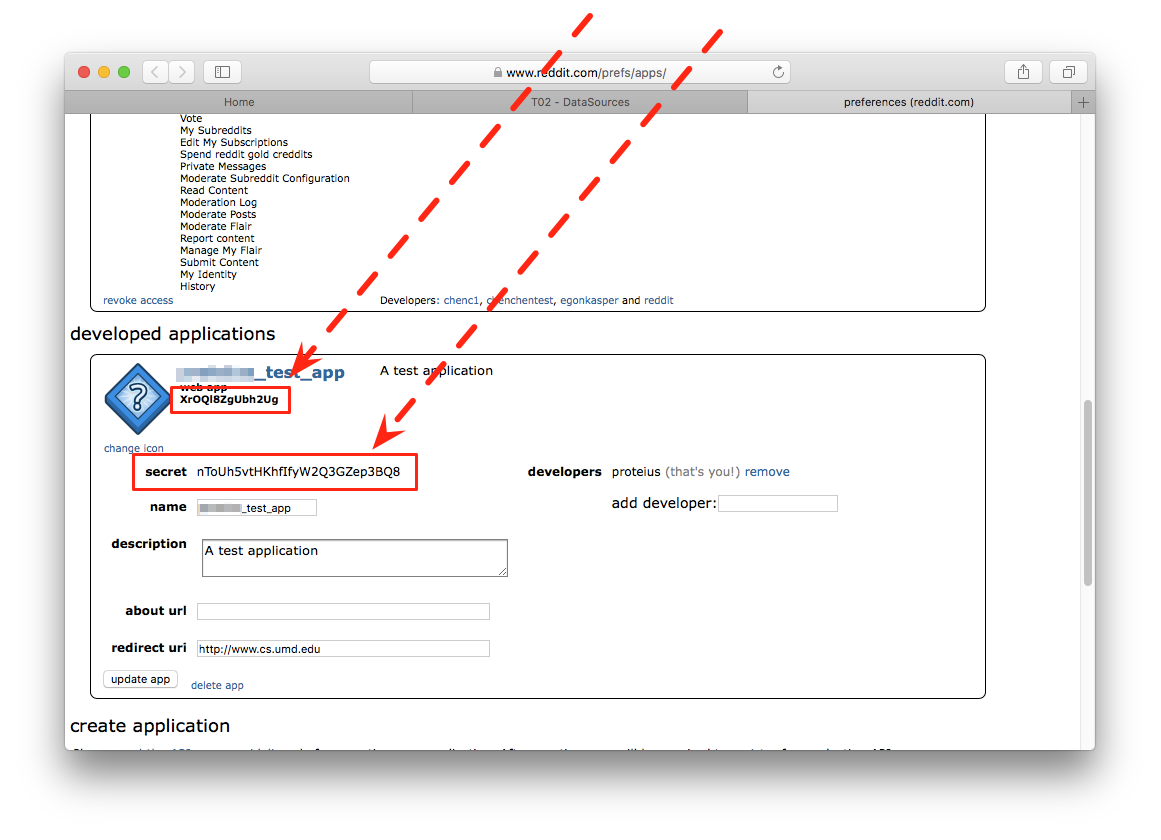 www.reddit.com/prefs/apps/
Home
T02 - DataSources
preferences (reddit.com)
Vote
My Subreddits
Edit My Subscriptions
Spend reddit gold creddits
Private Messages
Moderate Subreddit Configuration
Read Content
Moderation Log
Moderate Posts
Moderate Flair
Report content
Manage My Flair
Submit Content
My Identity
History
revoke access
Developers: chenc1, chenchentest, egonkasper and reddit
developed applications
_test_app
A test application
web app
XrOQl8ZgUbh2Ug
change icon
secret nToUh5vtHKhfIfyW2Q3GZep3BQ8
developers proteius (that's you!) remove
name _test_app
add developer:
description A test application
about url
redirect uri http://www.cs.umd.edu
update app
delete app
create application